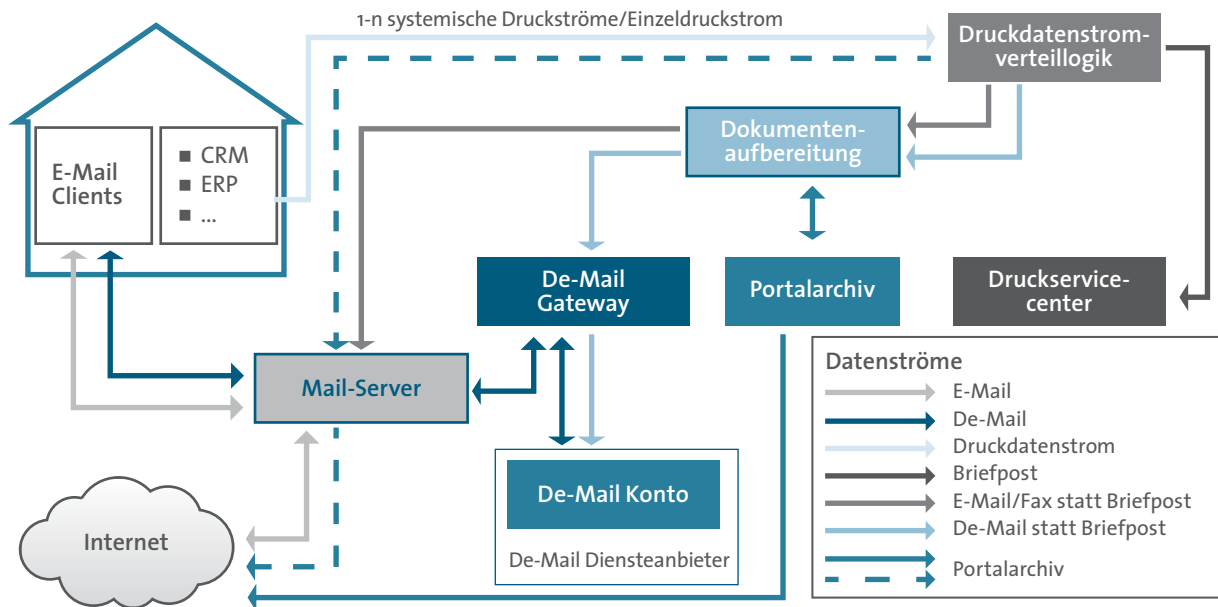 1-n systemische Druckströme/Einzeldruckstrom
Druckdatenstrom-
verteillogik
Dokumenten-
aufbereitung
E-Mail
Clients
■ CRM
■ ERP
■ ...
De-Mail
Gateway
Portalarchiv
Druckservice-
center
Mail-Server
De-Mail Konto
De-Mail Diensteanbieter
Internet
Datenströme
E-Mail
De-Mail
Druckdatenstrom
Briefpost
E-Mail/Fax statt Briefpost
De-Mail statt Briefpost
Portalarchiv